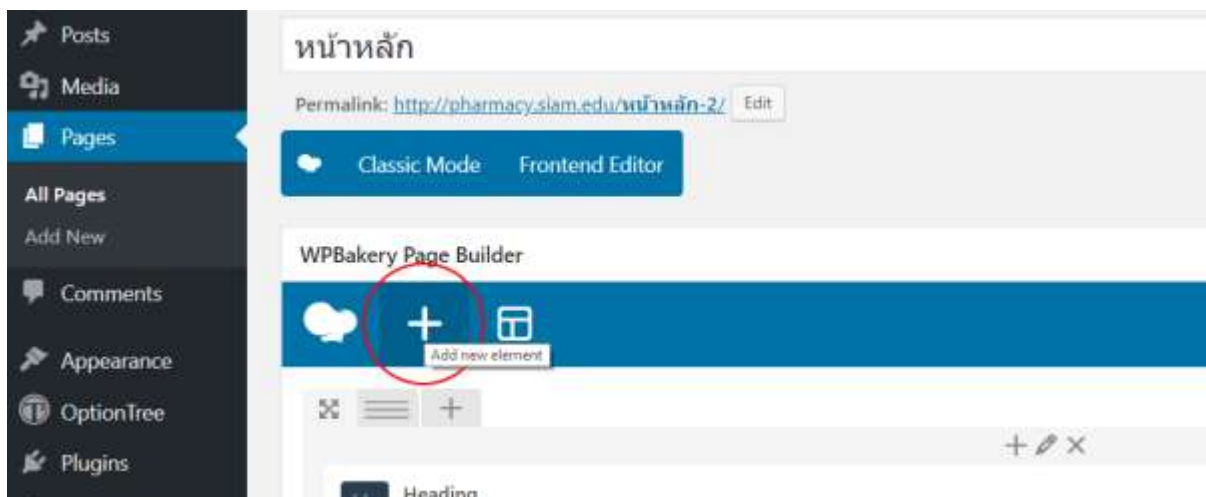 Posts
Media
Pages
All Pages
Add New
Comments
Appearance
OptionTree
Plugins
หน้าหลัก
Permalink: http://pharmacy.siam.edu/หน้าหลัก-2/ Edit
Classic Mode Frontend Editor
WPBakery Page Builder
Add new element
Heading